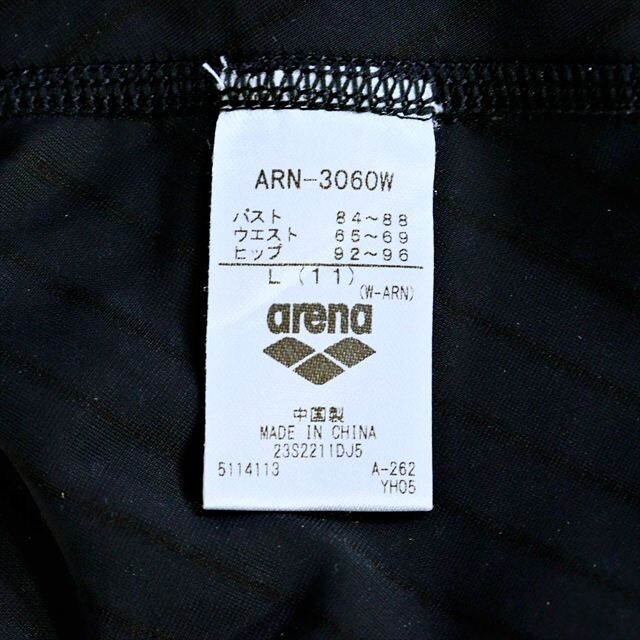 ARN-3060W
バスト 84～88
ウエスト 65～69
ヒップ 92～96
L (11)
(W-ARN)
arena
中国製
MADE IN CHINA
23S2211DJ5
5114113 A-262
YH05